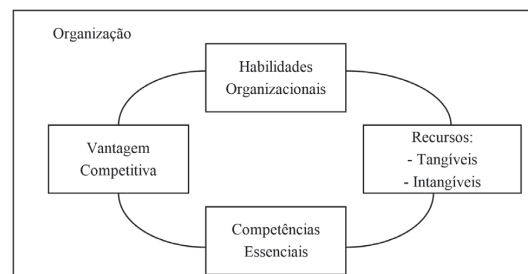 Organização
Habilidades
Organizacionais
Vantagem
Competitiva
Recursos:
- Tangíveis
- Intangíveis
Competências
Essenciais